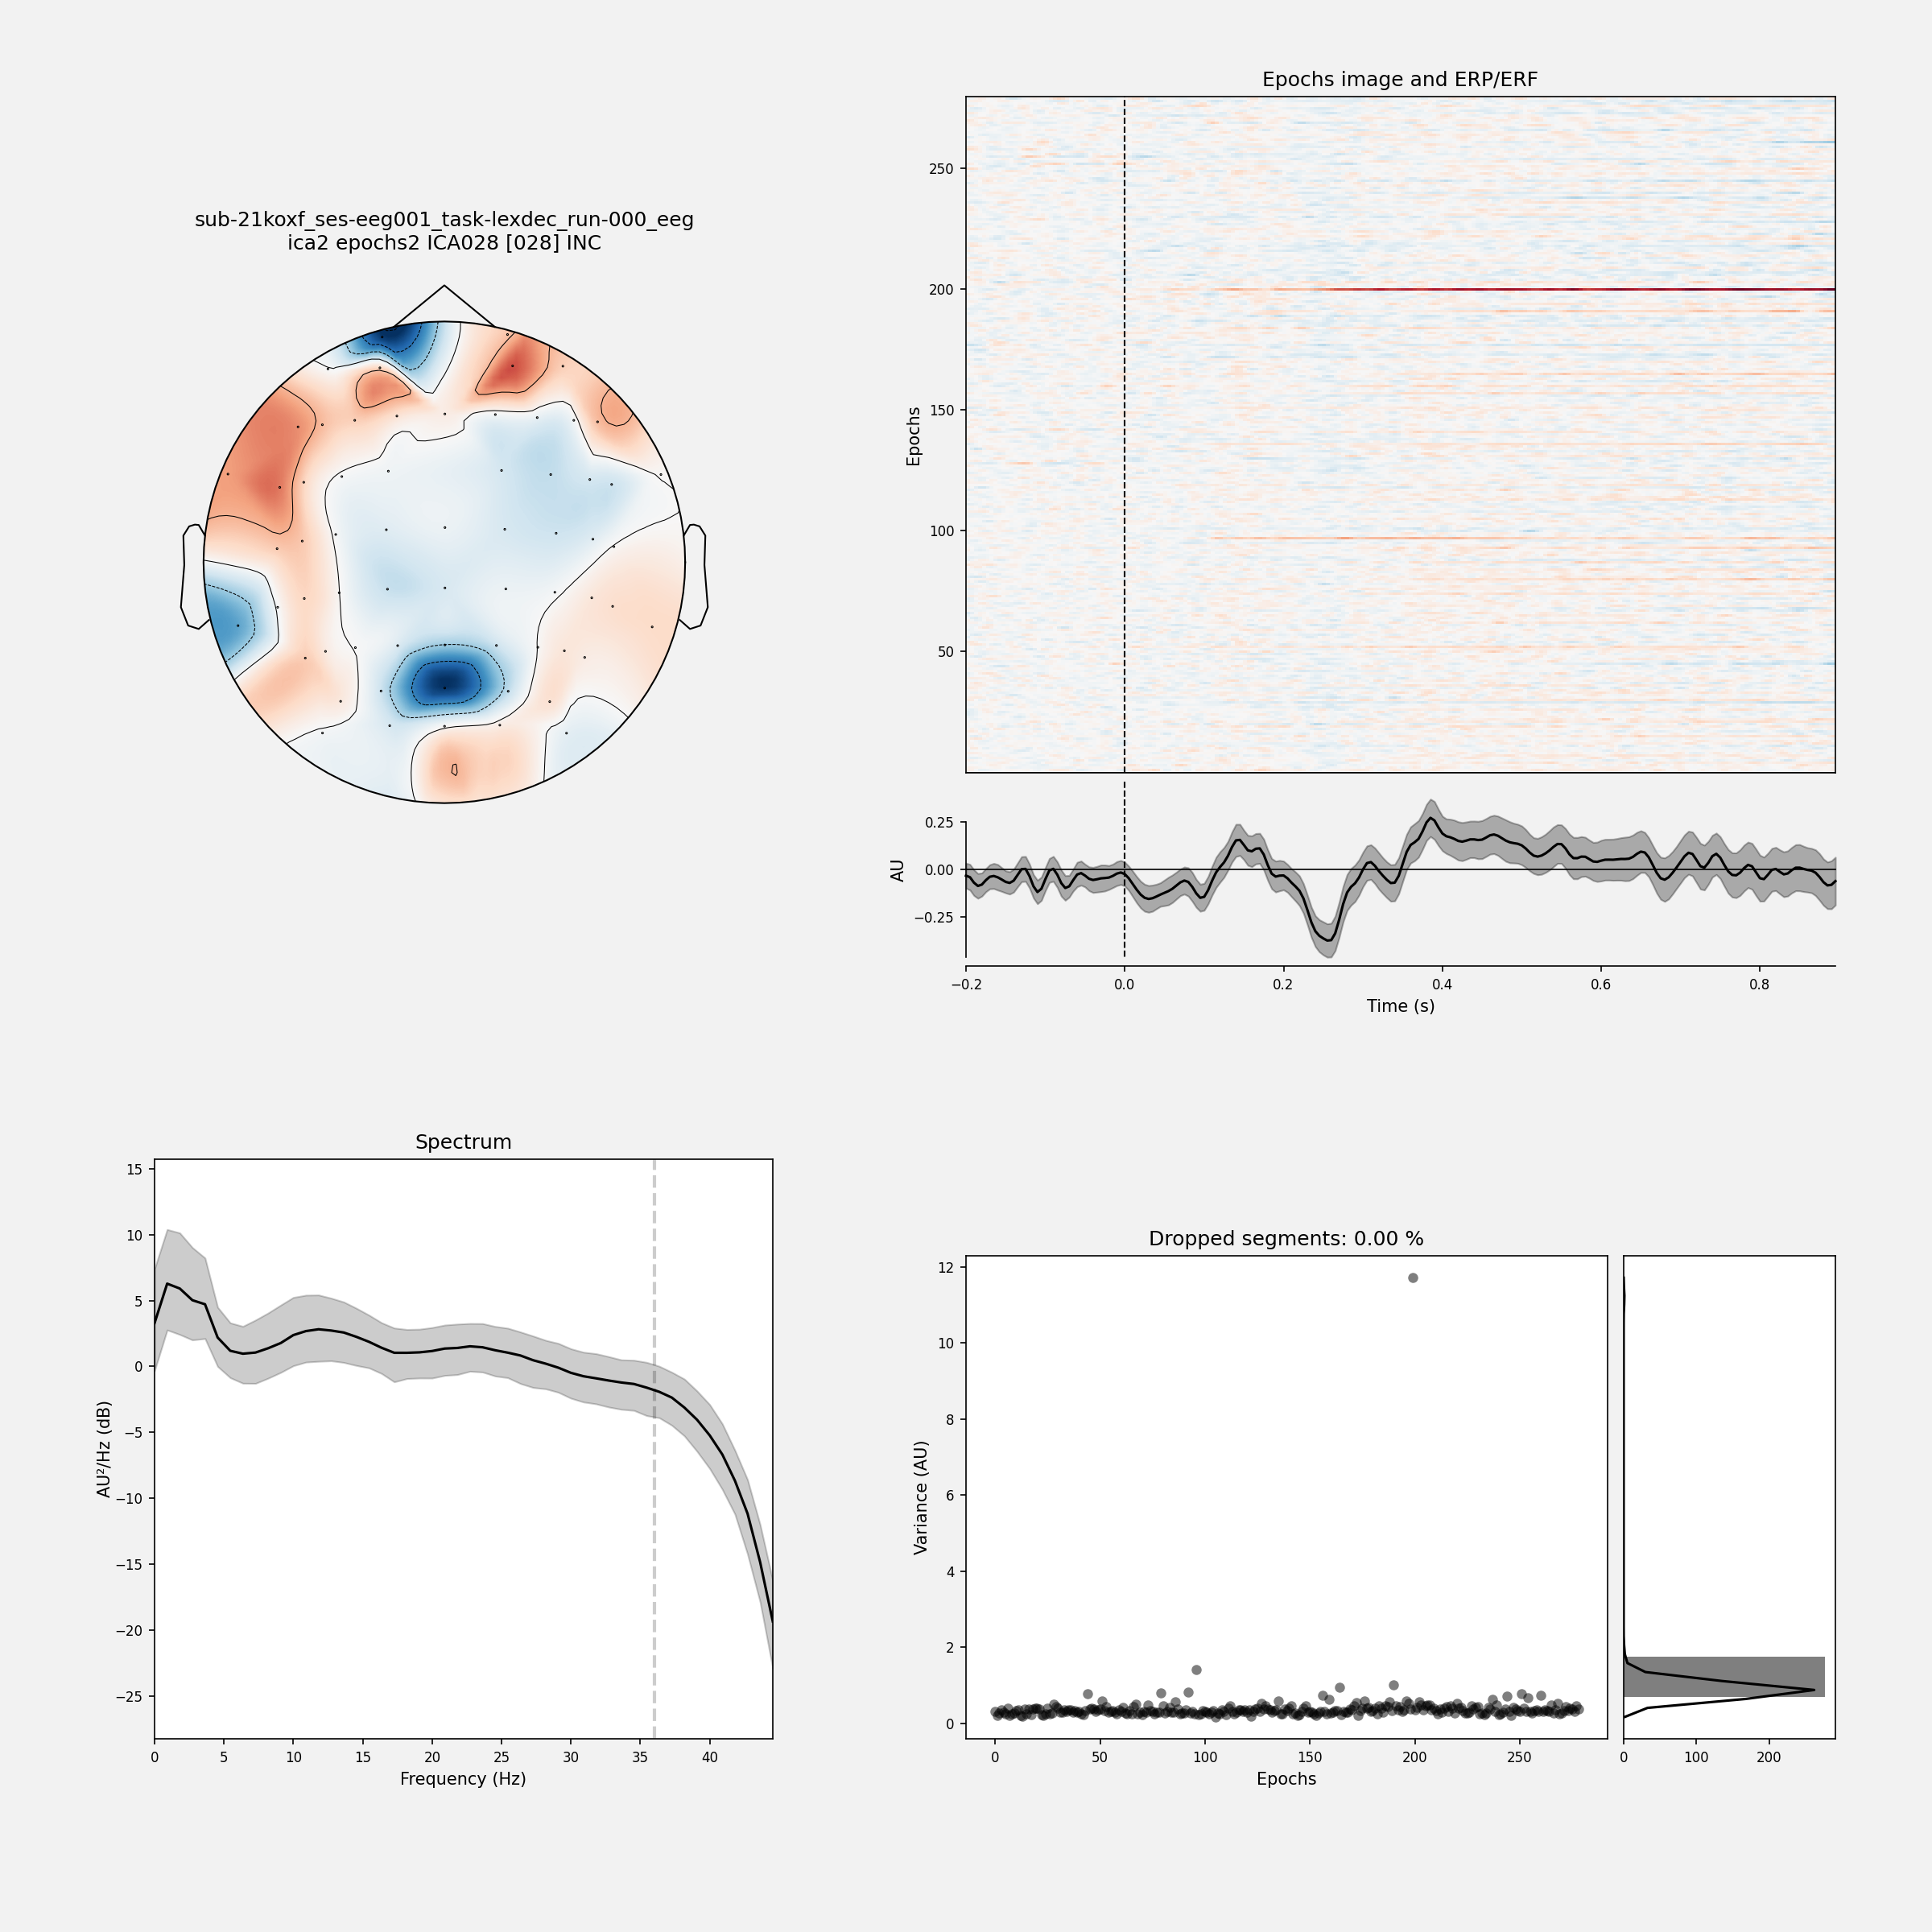 sub-21koxf_ses-eeg001_task-lexdec_run-000_eeg
ica2 epochs2 ICA028 [028] INC
Epochs image and ERP/ERF
Epochs
250
200
150
100
50
AU
0.25
0.00
−0.25
−0.2 0.0 0.2 0.4 0.6 0.8
Time (s)
Spectrum
AU²/Hz (dB)
15
10
5
0
−5
−10
−15
−20
−25
0 5 10 15 20 25 30 35 40
Frequency (Hz)
Dropped segments: 0.00 %
Variance (AU)
12
10
8
6
4
2
0
0 50 100 150 200 250
Epochs
0 100 200